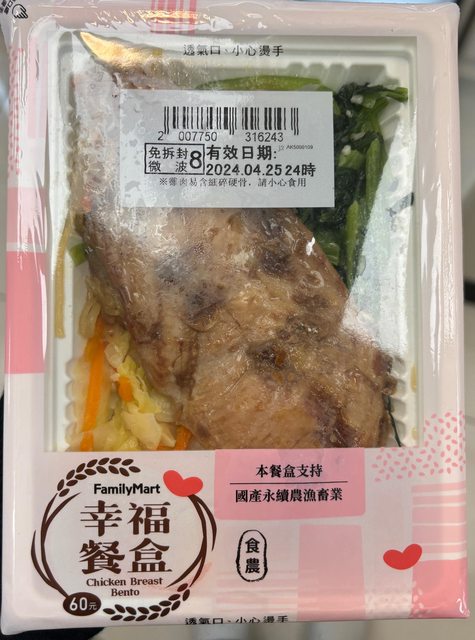 透氣口、小心燙手
2 007750 316243
免拆封
微 波
8
有效日期:
AK5000109
2024.04.25 24時
※雞肉易含細碎硬骨,請小心食用
本餐盒支持
國產永續農漁畜業
FamilyMart
幸福
餐盒
Chicken Breast
Bento
60元
食農
透氣口、小心燙手